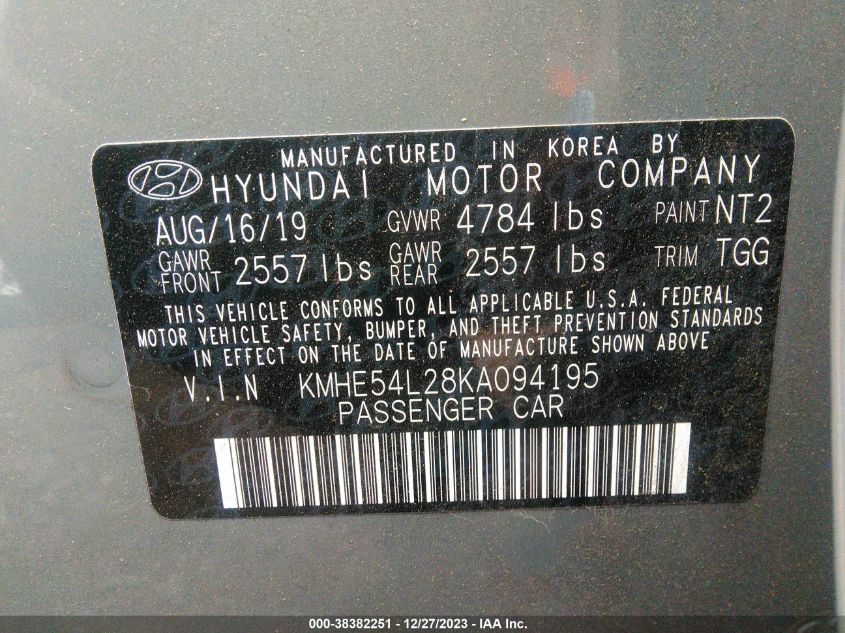 MANUFACTURED IN KOREA BY
HYUNDAI MOTOR COMPANY
AUG/16/19 GVWR 4784 lbs PAINT NT2
GAWR FRONT 2557 lbs GAWR REAR 2557 lbs TRIM TGG
THIS VEHICLE CONFORMS TO ALL APPLICABLE U.S.A. FEDERAL
MOTOR VEHICLE SAFETY, BUMPER, AND THEFT PREVENTION STANDARDS
IN EFFECT ON THE DATE OF MANUFACTURE SHOWN ABOVE
V.I.N KMHE54L28KA094195
PASSENGER CAR
000-38382251 - 12/27/2023 - IAA Inc.